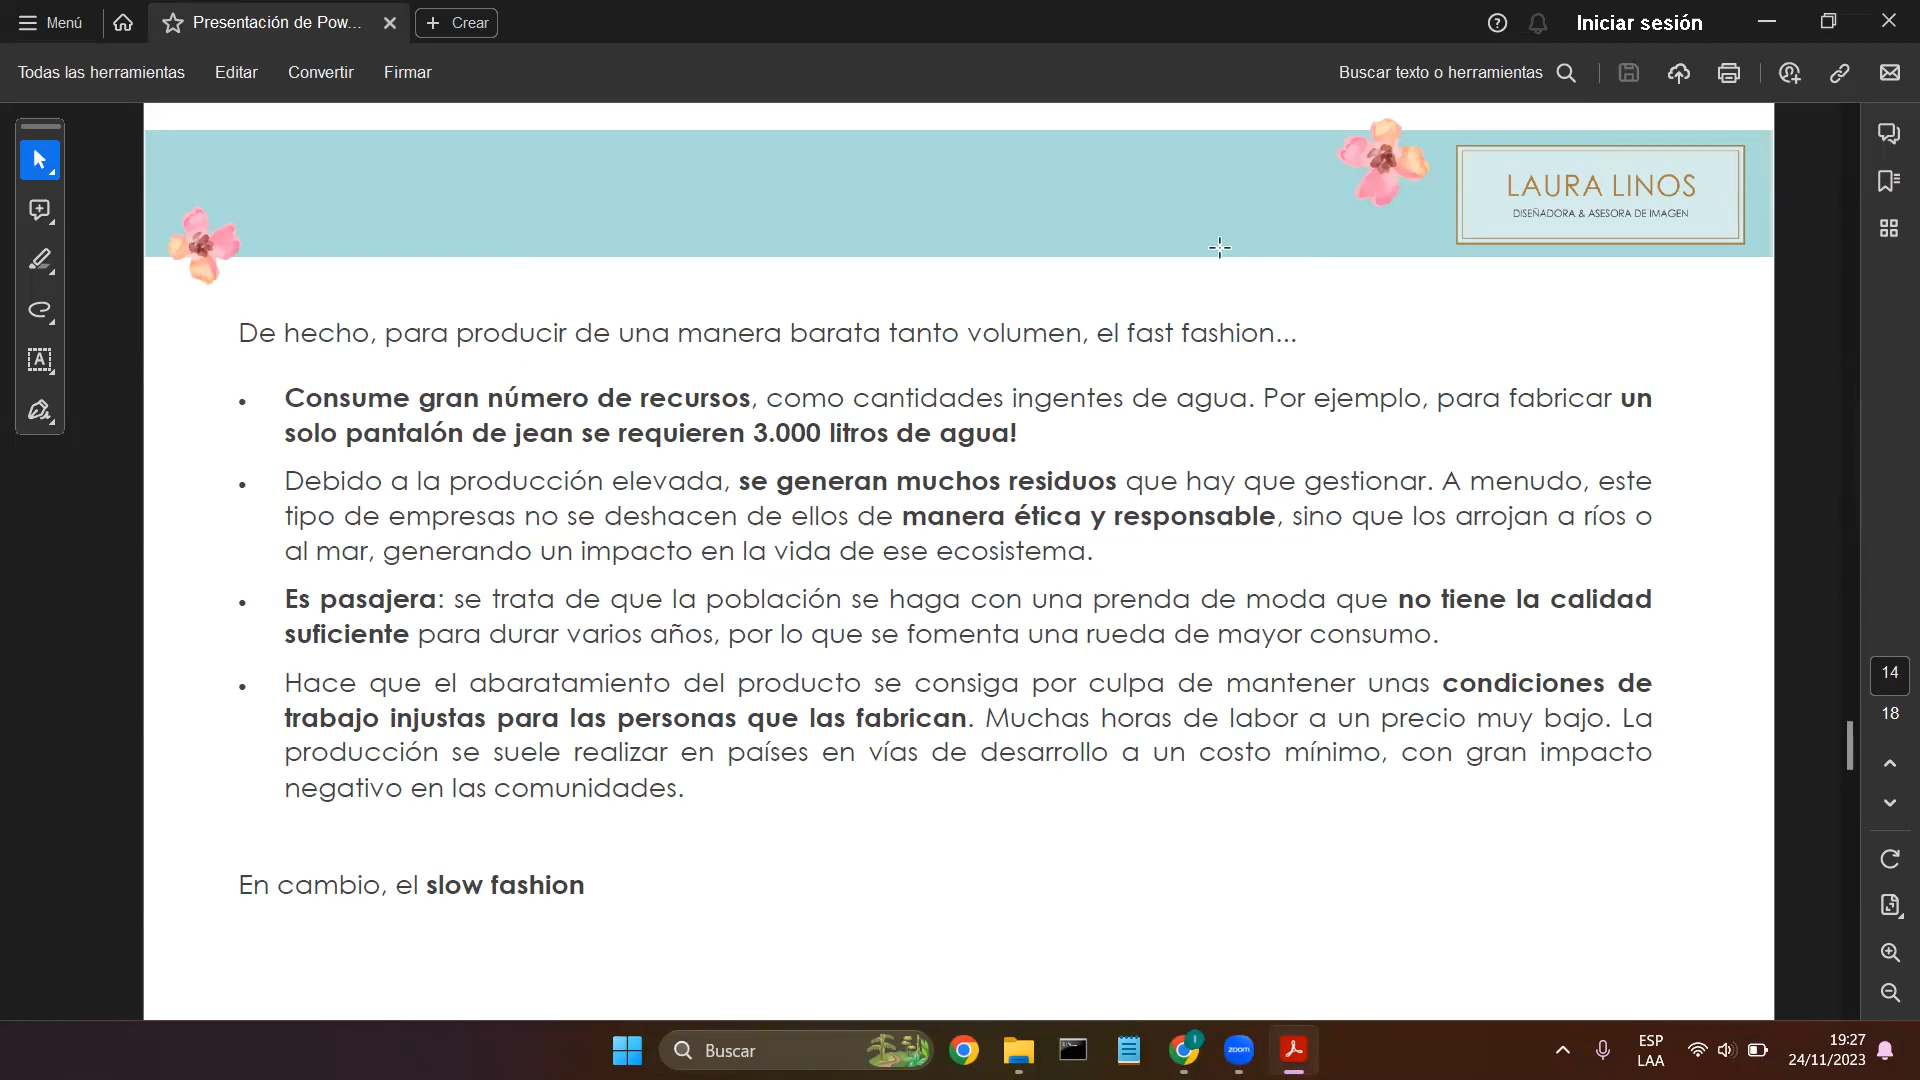 Menú
Presentación de Pow...
Crear
Iniciar sesión
Todas las herramientas
Editar
Convertir
Firmar
Buscar texto o herramientas
LAURA LINOS
DISEÑADORA & ASESORA DE IMAGEN
De hecho, para producir de una manera barata tanto volumen, el fast fashion...
• Consume gran número de recursos, como cantidades ingentes de agua. Por ejemplo, para fabricar un
solo pantalón de jean se requieren 3.000 litros de agua!
• Debido a la producción elevada, se generan muchos residuos que hay que gestionar. A menudo, este
tipo de empresas no se deshacen de ellos de manera ética y responsable, sino que los arrojan a ríos o
al mar, generando un impacto en la vida de ese ecosistema.
• Es pasajera: se trata de que la población se haga con una prenda de moda que no tiene la calidad
suficiente para durar varios años, por lo que se fomenta una rueda de mayor consumo.
• Hace que el abaratamiento del producto se consiga por culpa de mantener unas condiciones de
trabajo injustas para las personas que las fabrican. Muchas horas de labor a un precio muy bajo. La
producción se suele realizar en países en vías de desarrollo a un costo mínimo, con gran impacto
negativo en las comunidades.
En cambio, el slow fashion
14
18
Buscar
zoom
ESP
LAA
19:27
24/11/2023